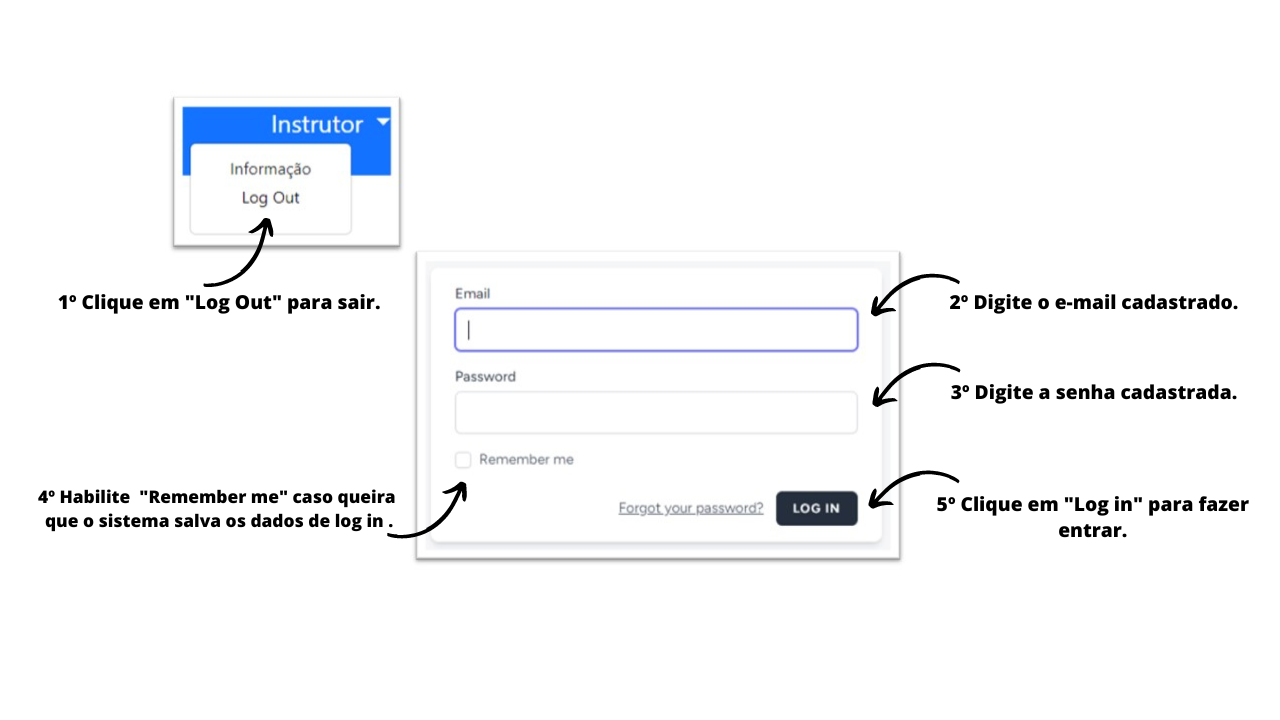 Instrutor
Informação
Log Out
1º Clique em "Log Out" para sair.
Email
2º Digite o e-mail cadastrado.
Password
3º Digite a senha cadastrada.
Remember me
4º Habilite  "Remember me" caso queira
que o sistema salva os dados de log in .
Forgot your password?
LOG IN
5º Clique em "Log in" para fazer
entrar.